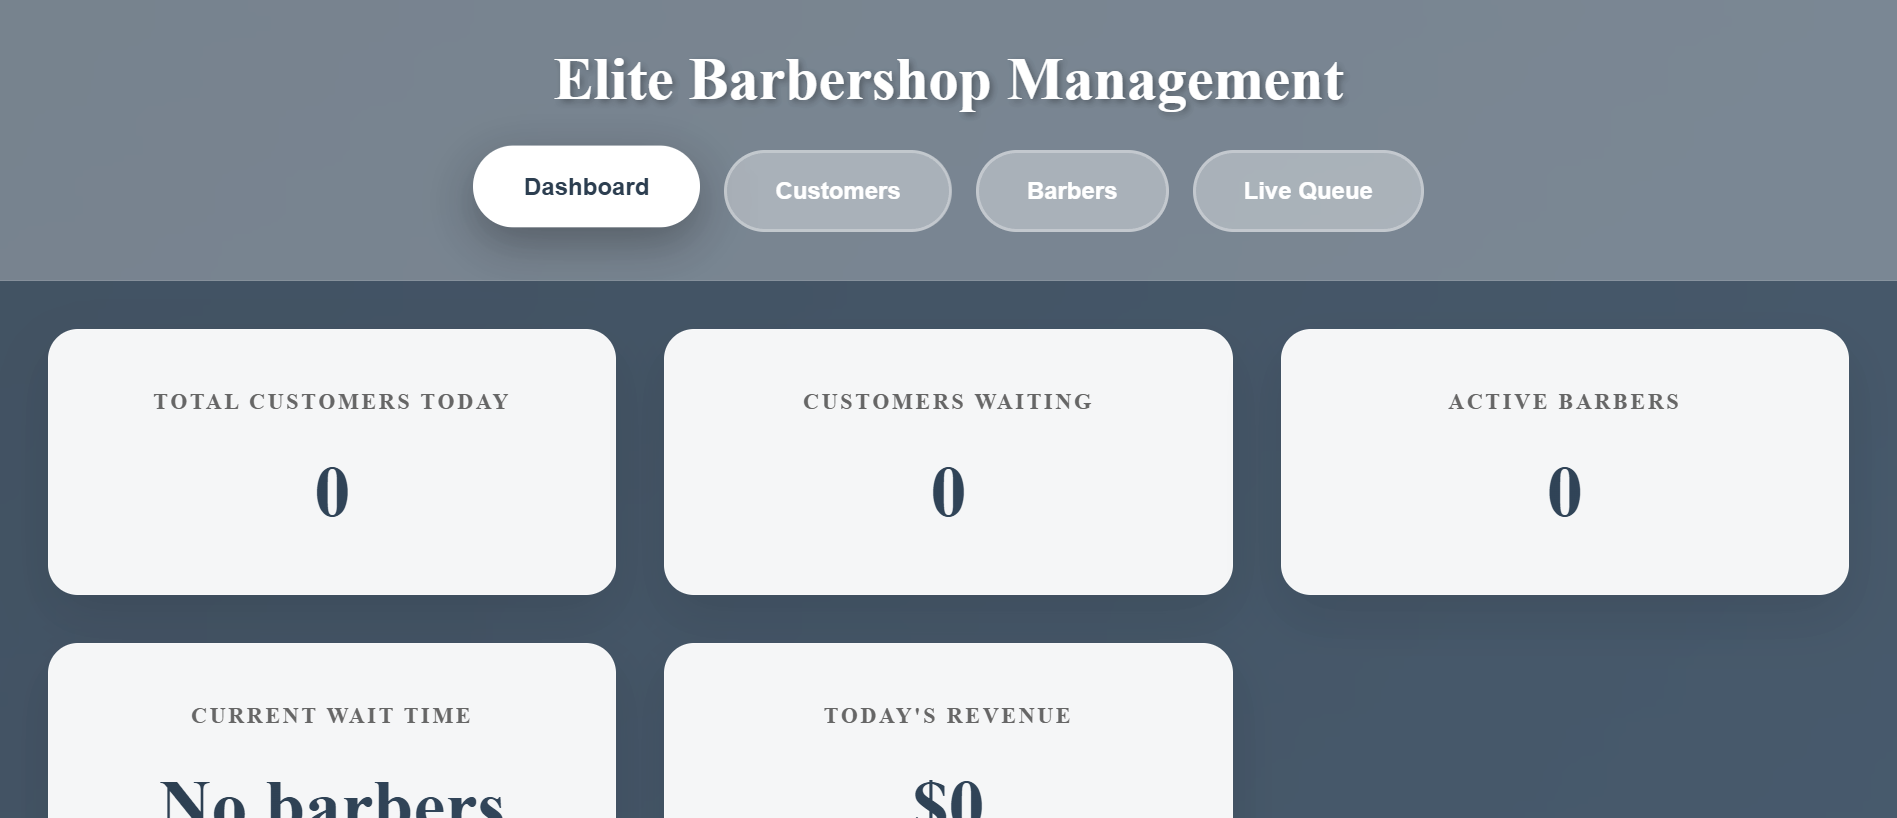 Elite Barbershop Management
Dashboard Customers Barbers Live Queue
TOTAL CUSTOMERS TODAY
0
CUSTOMERS WAITING
0
ACTIVE BARBERS
0
CURRENT WAIT TIME
No barbers
TODAY'S REVENUE
$0